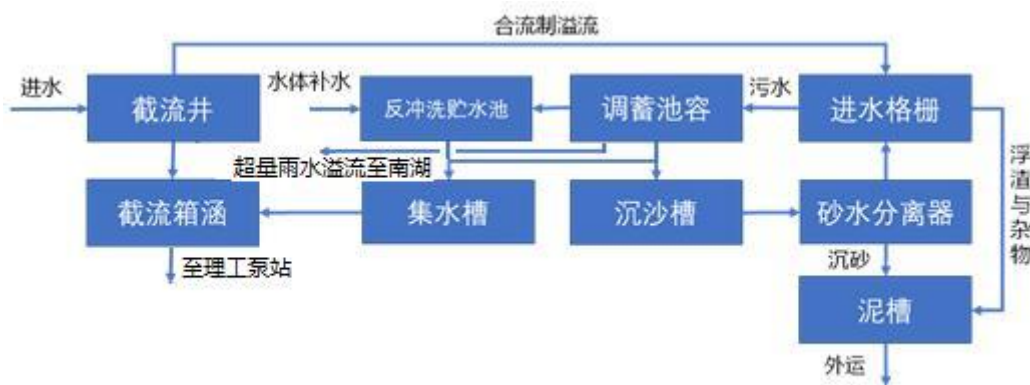 合流制溢流
进水
截流井
水体补水
反冲洗贮水池
调蓄池容
污水
进水格栅
超量雨水溢流至南湖
浮渣与杂物
截流箱涵
集水槽
沉沙槽
砂水分离器
至理工泵站
沉砂
泥槽
外运